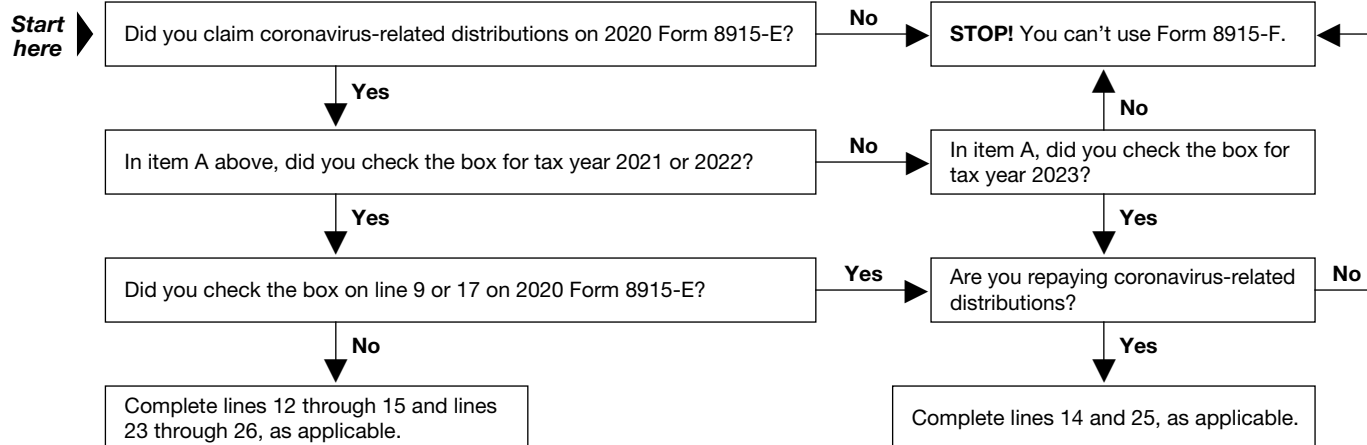 Start
here
Did you claim coronavirus-related distributions on 2020 Form 8915-E?
No
STOP! You can't use Form 8915-F.
Yes
No
In item A above, did you check the box for tax year 2021 or 2022?
No
In item A, did you check the box for
tax year 2023?
Yes
Yes
Did you check the box on line 9 or 17 on 2020 Form 8915-E?
Yes
Are you repaying coronavirus-related
distributions?
No
No
Yes
Complete lines 12 through 15 and lines
23 through 26, as applicable.
Complete lines 14 and 25, as applicable.